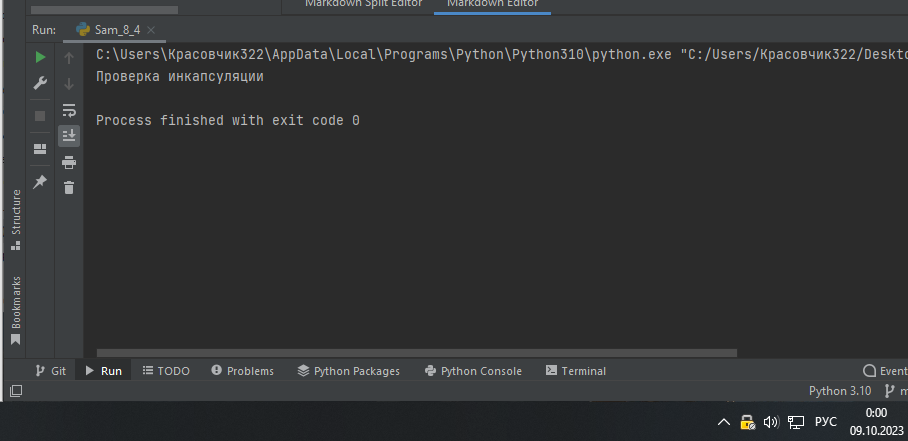 Markdown Split Editor
Markdown Editor
Run:
Sam_8_4
C:\Users\Красовчик322\AppData\Local\Programs\Python\Python310\python.exe "C:/Users/Красовчик322/Deskto
Проверка инкапсуляции
Process finished with exit code 0
Structure
Bookmarks
Git
Run
TODO
Problems
Python Packages
Python Console
Terminal
Event
Python 3.10
РУС
0:00
09.10.2023